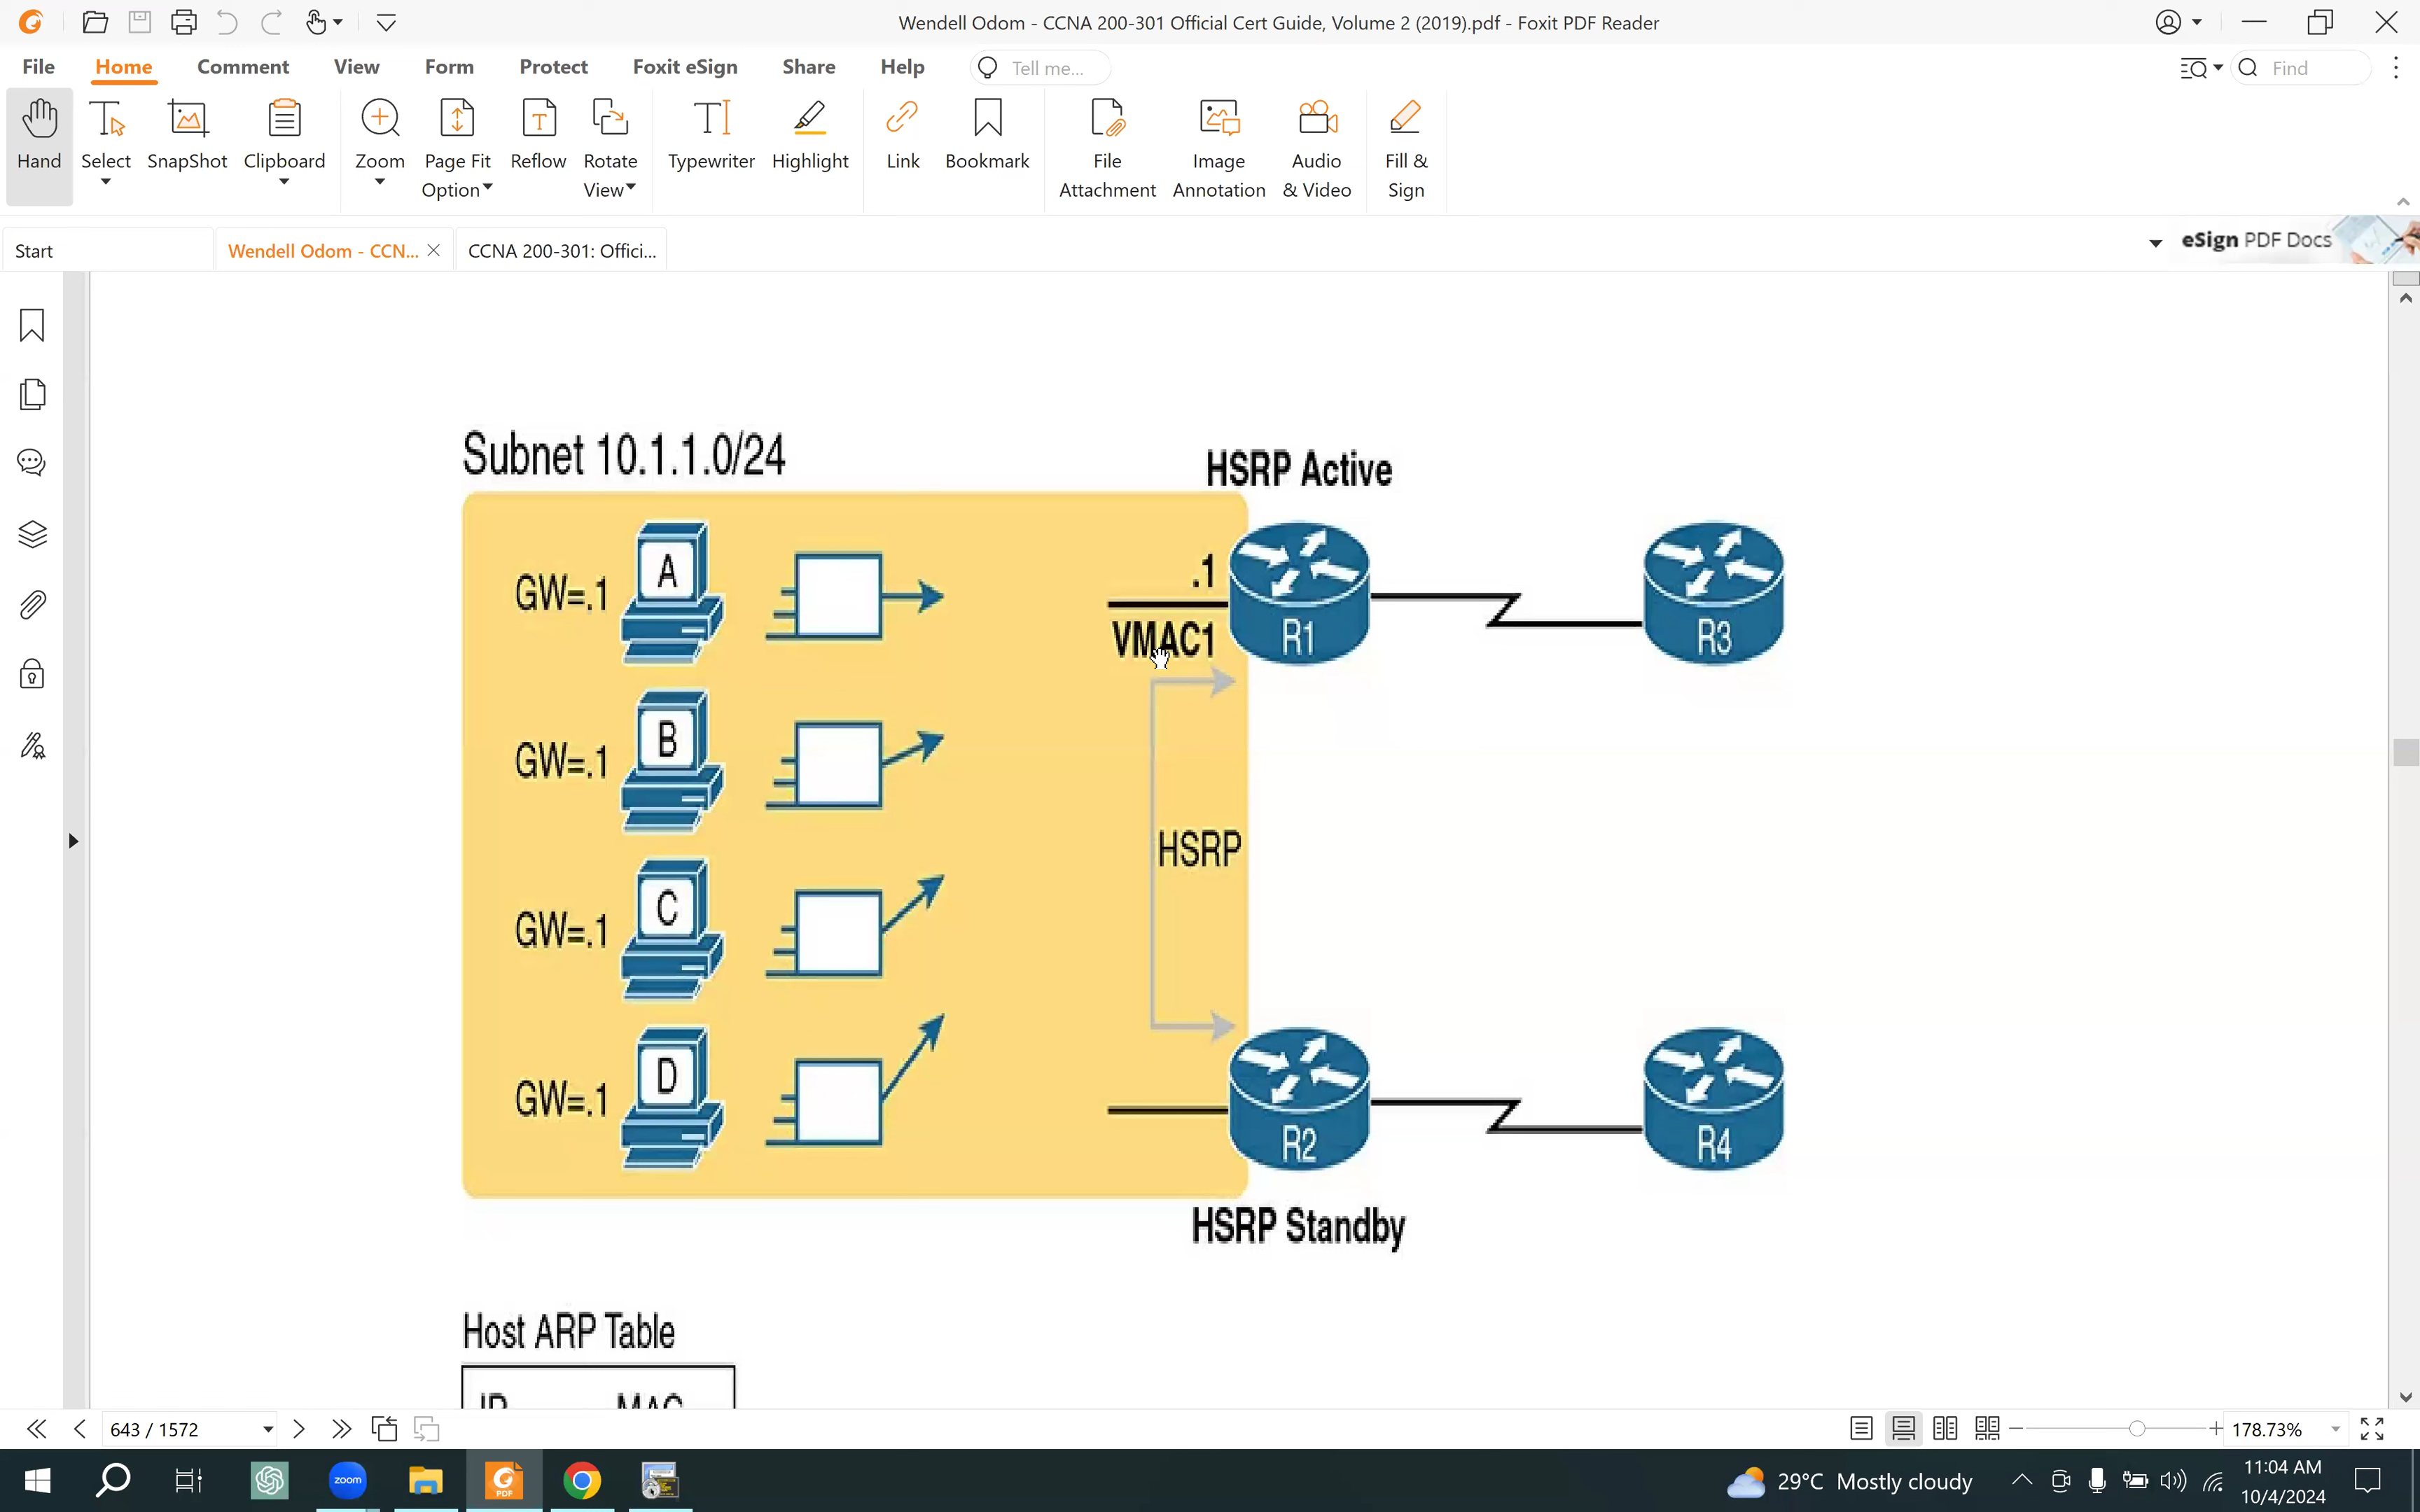 Wendell Odom - CCNA 200-301 Official Cert Guide, Volume 2 (2019).pdf - Foxit PDF Reader
File Home Comment View Form Protect Foxit eSign Share Help Tell me... Find
Hand Select SnapShot Clipboard Zoom Page Fit Option Reflow Rotate View Typewriter Highlight Link Bookmark File Attachment Image Annotation Audio & Video Fill & Sign
Start Wendell Odom - CCN... CCNA 200-301: Offici... eSign PDF Docs
Subnet 10.1.1.0/24
HSRP Active
GW=.1 A .1 R1 R3
VMAC1
GW=.1 B
HSRP
GW=.1 C
GW=.1 D R2 R4
HSRP Standby
Host ARP Table
IP MAC
643 / 1572 178.73%
zoom PDF 29°C Mostly cloudy 11:04 AM
10/4/2024